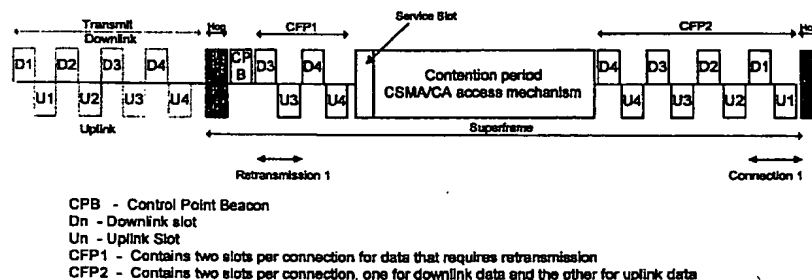 Service Slot
Transmit
Downlink
Hop
CFP1
CFP2
Hop
D1 D2 D3 D4
CP
B
D3 D4
Contention period
CSMA/CA access mechanism
D4 D3 D2 D1
U1 U2 U3 U4
U3 U4
U4 U3 U2 U1
Uplink
Superframe
Retransmission 1
Connection 1
CPB - Control Point Beacon
Dn - Downlink slot
Un - Uplink Slot
CFP1 - Contains two slots per connection for data that requires retransmission
CFP2 - Contains two slots per connection, one for downlink data and the other for uplink data